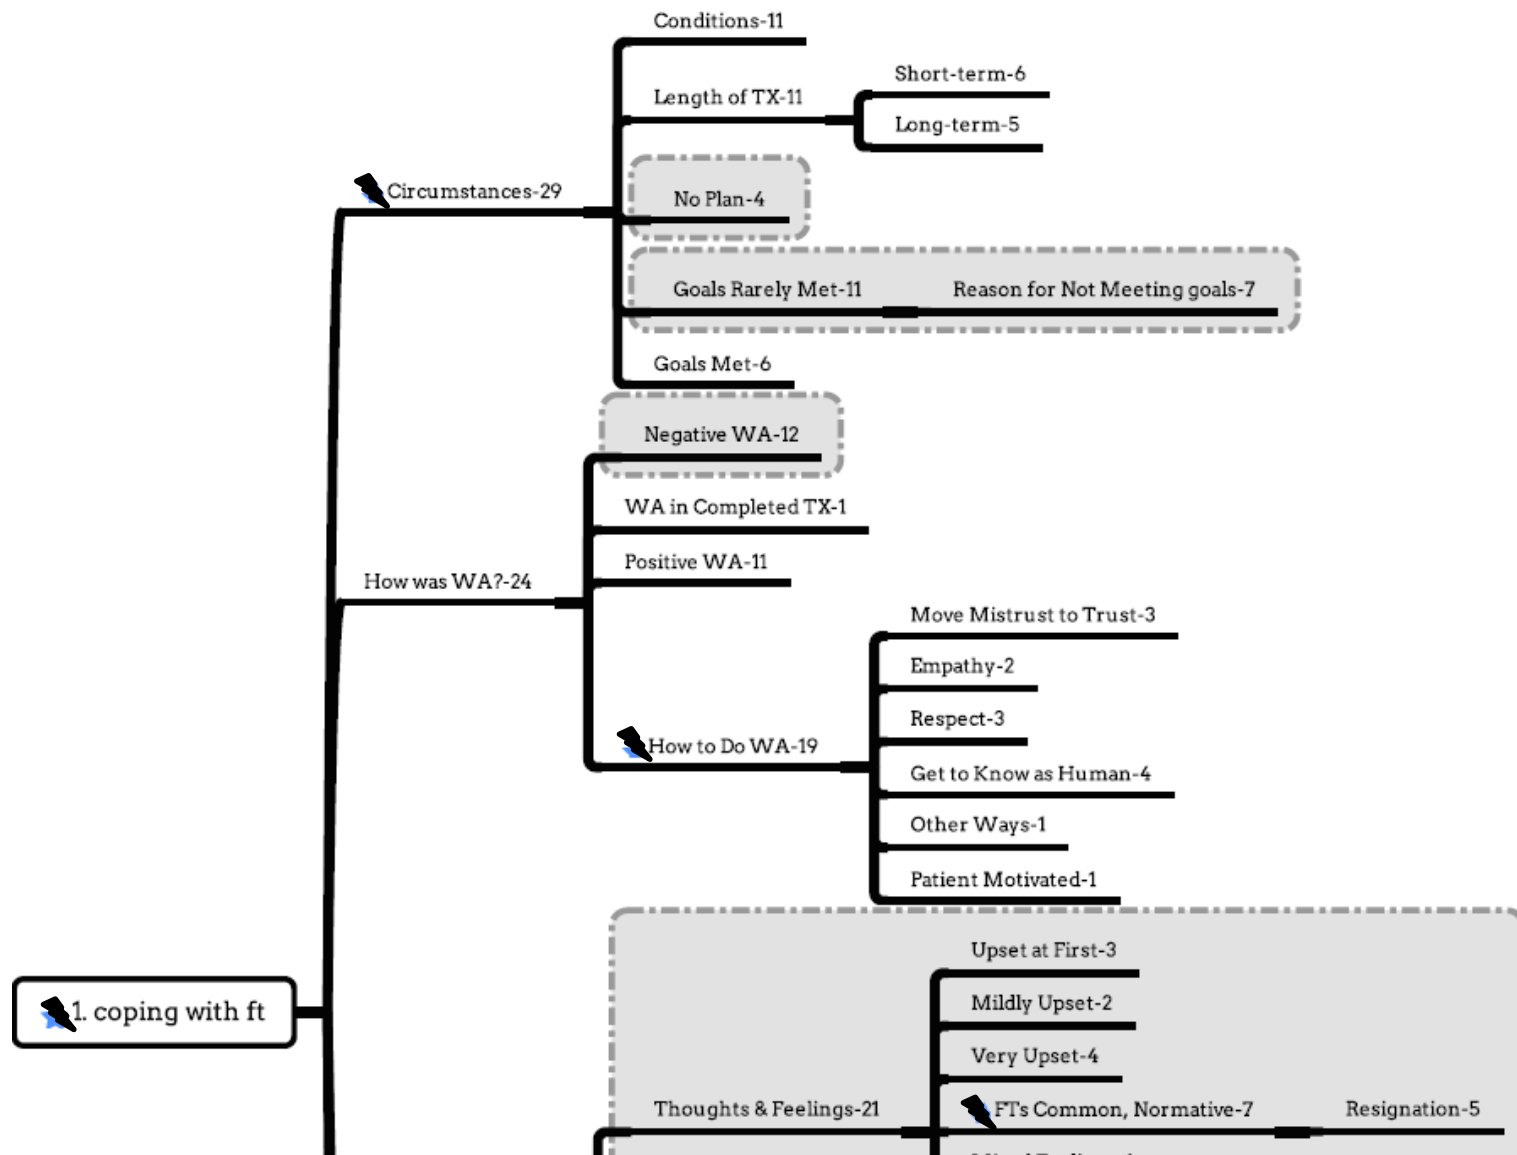 Conditions-11
Length of TX-11
Short-term-6
Long-term-5
Circumstances-29
No Plan-4
Goals Rarely Met-11
Reason for Not Meeting goals-7
Goals Met-6
Negative WA-12
WA in Completed TX-1
Positive WA-11
How was WA?-24
Move Mistrust to Trust-3
Empathy-2
Respect-3
How to Do WA-19
Get to Know as Human-4
Other Ways-1
Patient Motivated-1
1. coping with ft
Upset at First-3
Mildly Upset-2
Very Upset-4
Thoughts & Feelings-21
FTs Common, Normative-7
Resignation-5